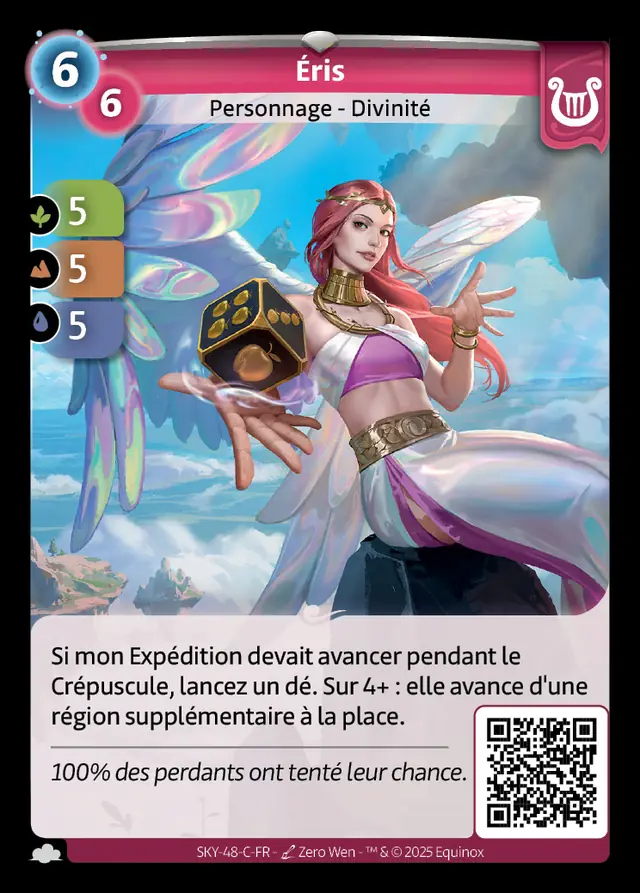 6
6
Éris
Personnage - Divinité
5
5
5
Si mon Expédition devait avancer pendant le
Crépuscule, lancez un dé. Sur 4+ : elle avance d'une
région supplémentaire à la place.
100% des perdants ont tenté leur chance.
SKY-48-C-FR - Zero Wen - ™ & © 2025 Equinox